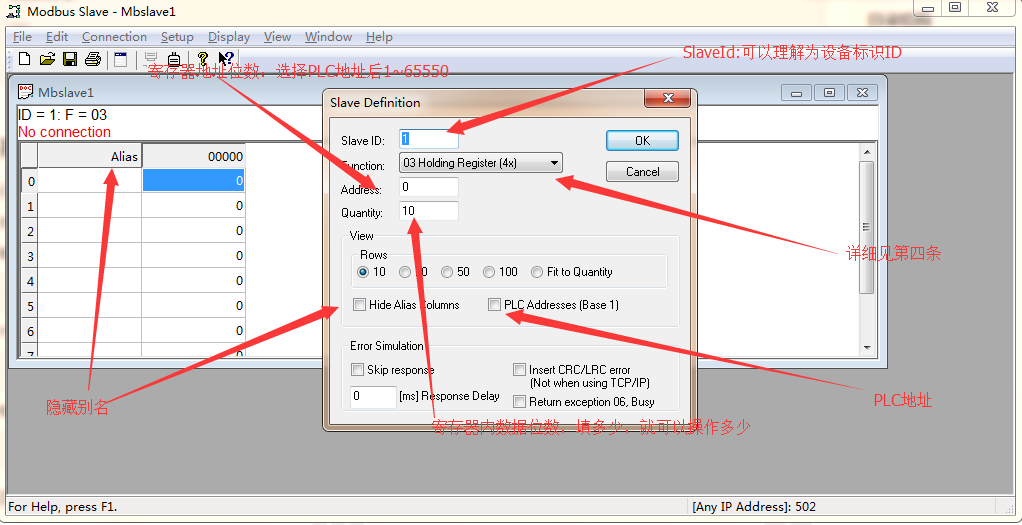 Modbus Slave - Mbslave1
File Edit Connection Setup Display View Window Help
SlaveId:可以理解为设备标识ID
寄存器地址位数，选择PLC地址后1~65550
Mbslave1
ID = 1: F = 03
No connection
Alias 00000
0 0
1 0
2 0
3 0
4 0
5 0
6 0
7 0
Slave Definition
Slave ID: 1
OK
Function: 03 Holding Register (4x)
Cancel
Address: 0
Quantity: 10
详细见第四条
View
Rows
10 20 50 100 Fit to Quantity
Hide Alias Columns PLC Addresses (Base 1)
Error Simulation
Skip response
Insert CRC/LRC error
(Not when using TCP/IP)
0 [ms] Response Delay
Return exception 06, Busy
隐藏别名
PLC地址
寄存器内数据位数，填多少，就可以操作多少
For Help, press F1.
[Any IP Address]: 502